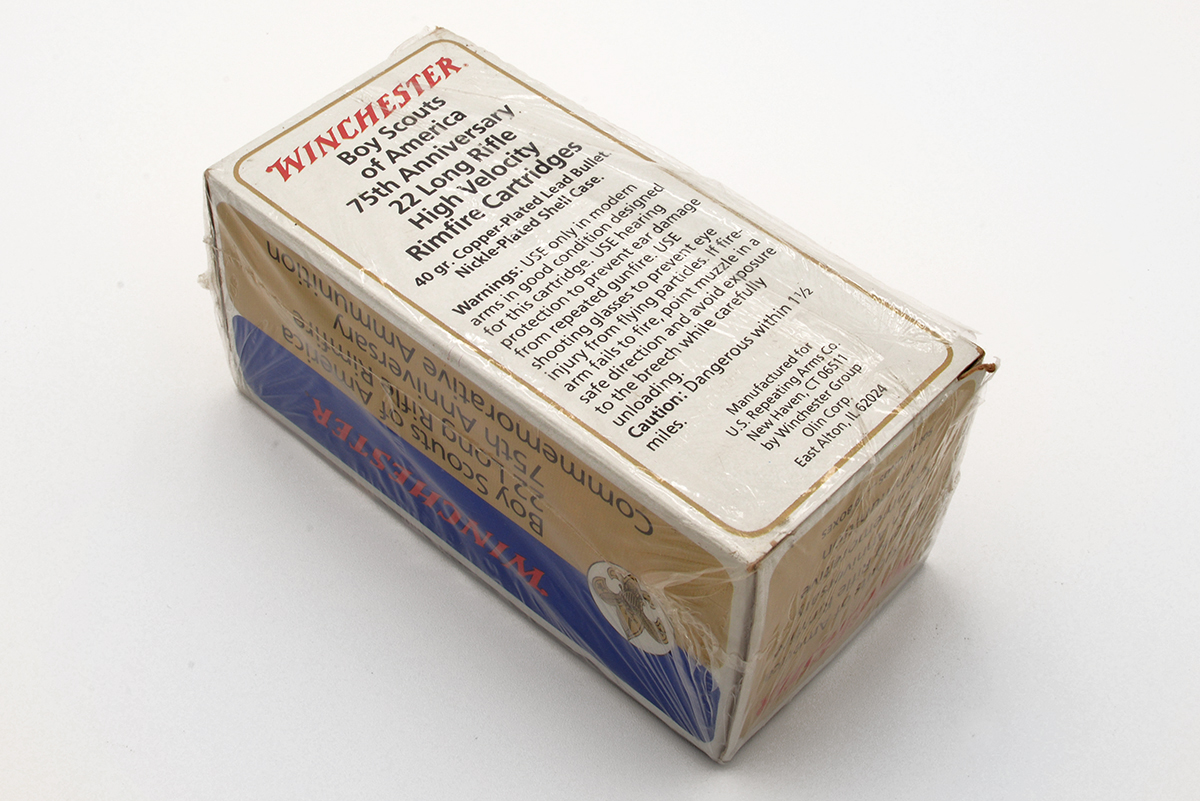 WINCHESTER
Boy Scouts
of America
75th Anniversary
22 Long Rifle
High Velocity
Rimfire Cartridges
40 gr. Copper-Plated Lead Bullet.
Nickle-Plated Shell Case.
Warnings: USE only in modern
arms in good condition designed
for this cartridge. USE hearing
protection to prevent ear damage
from repeated gunfire. USE
shooting glasses to prevent eye
injury from flying particles. If fire-
arm fails to fire, point muzzle in a
safe direction and avoid exposure
to the breech while carefully
unloading.
Caution: Dangerous within 1½
miles.
Manufactured for
U.S. Repeating Arms Co.
New Haven, CT 06511
by Winchester Group
Olin Corp.
East Alton, IL 62024
WINCHESTER
WINCHESTER
Boy Scouts of America
22 Long Rifle Rimfire
75th Anniversary
Commemorative Ammunition